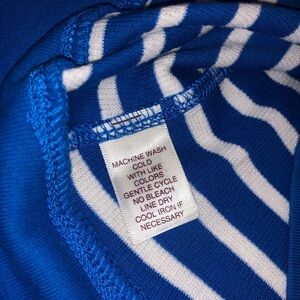 MACHINE WASH
COLD
WITH LIKE
COLORS
GENTLE CYCLE
NO BLEACH
LINE DRY
COOL IRON IF
NECESSARY